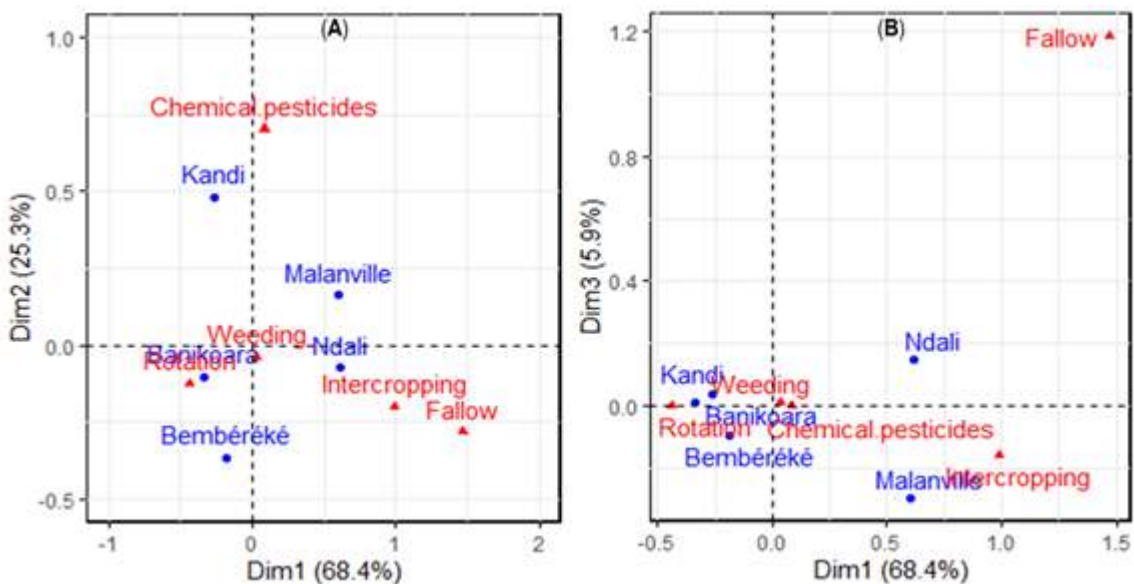 (A)
1.0
0.5
0.0
-0.5
Dim2 (25.3%)
Chemical.pesticides
Kandi
Malanville
Weeding
Banikoara
Ndali
Rotation
Intercropping
Fallow
Bembéréké
-1
0
1
2
Dim1 (68.4%)
(B)
1.2
0.8
0.4
0.0
Dim3 (5.9%)
Fallow
Ndali
Kandi
Weeding
Banikoara
Rotation
Chemical.pesticides
Bembéréké
Malanville
Intercropping
-0.5
0.0
0.5
1.0
1.5
Dim1 (68.4%)